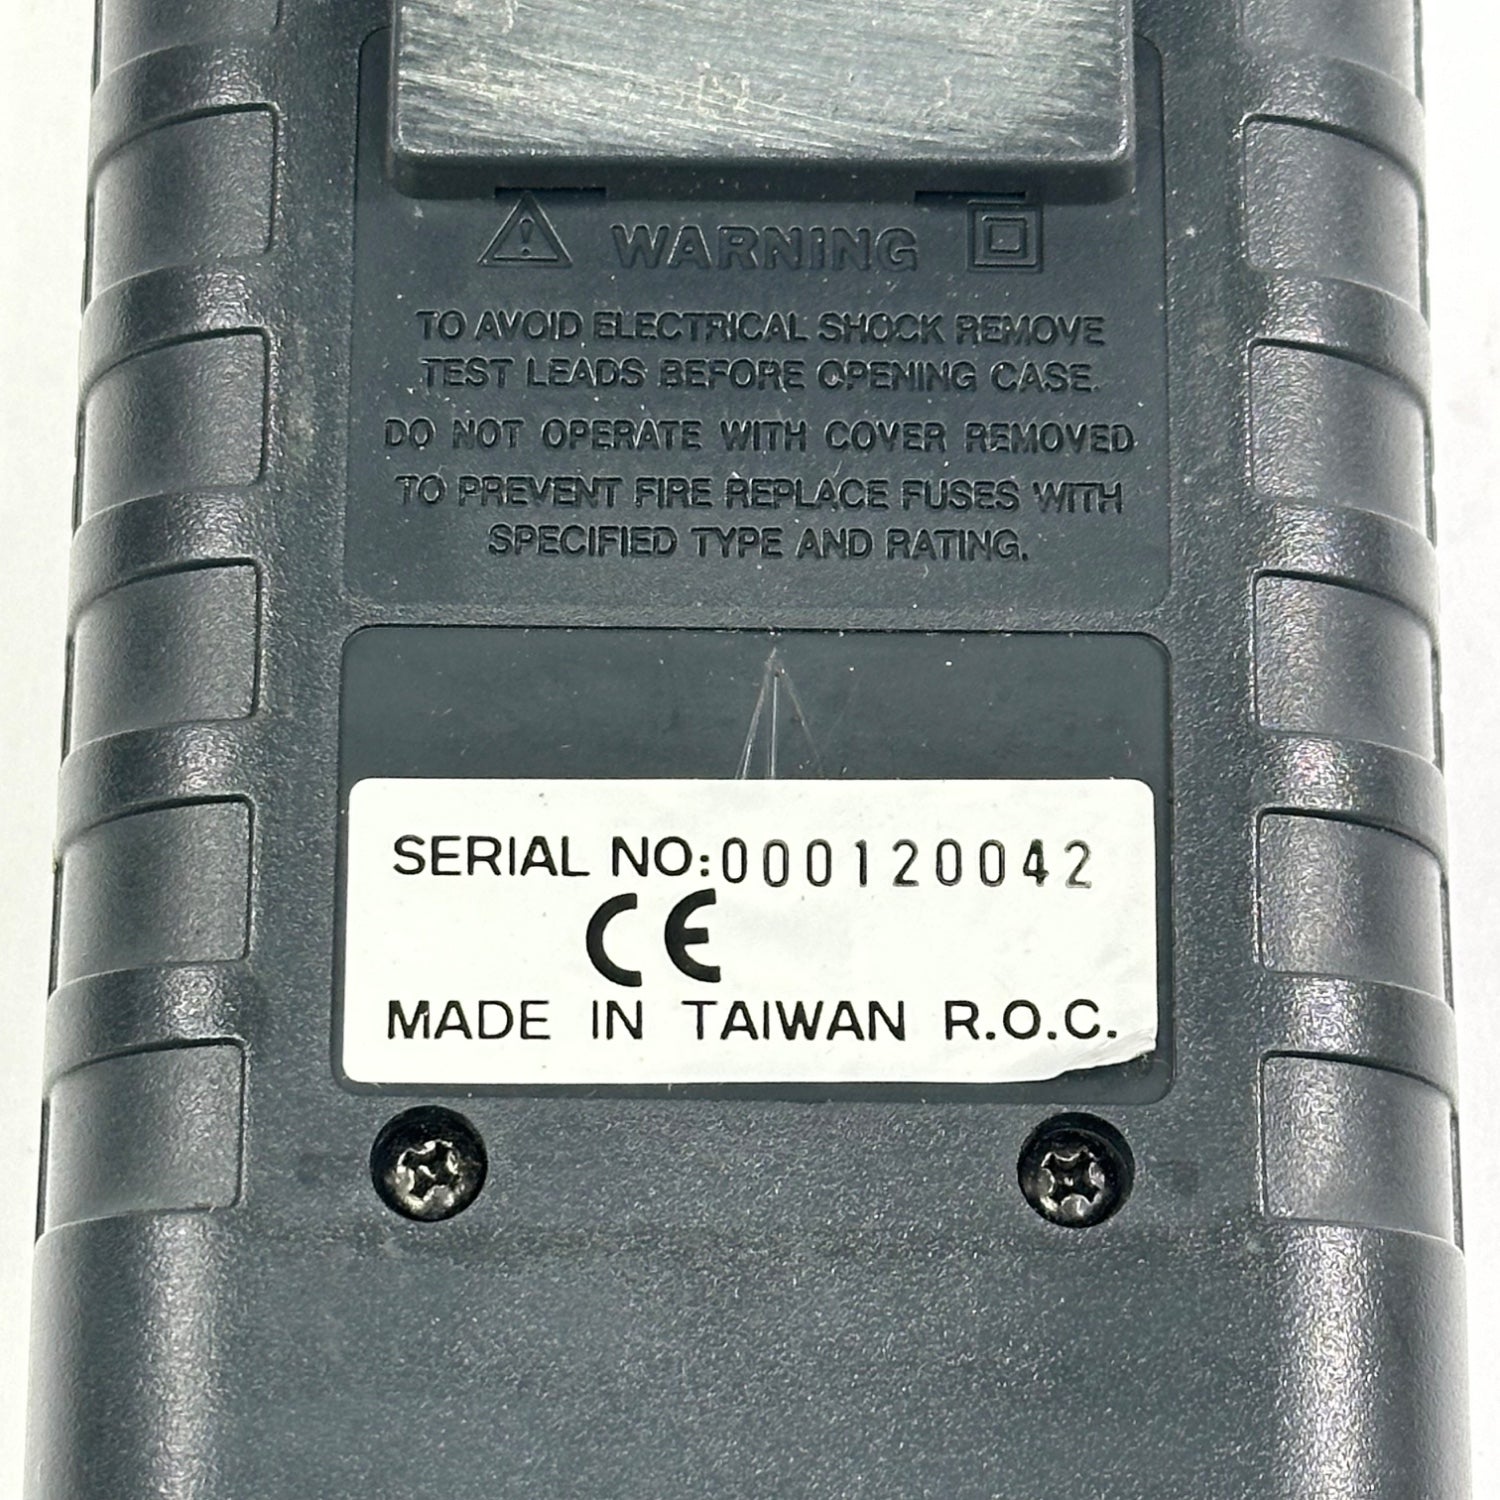 WARNING
TO AVOID ELECTRICAL SHOCK REMOVE
TEST LEADS BEFORE OPENING CASE.
DO NOT OPERATE WITH COVER REMOVED
TO PREVENT FIRE REPLACE FUSES WITH
SPECIFIED TYPE AND RATING.
SERIAL NO:000120042
CE
MADE IN TAIWAN R.O.C.